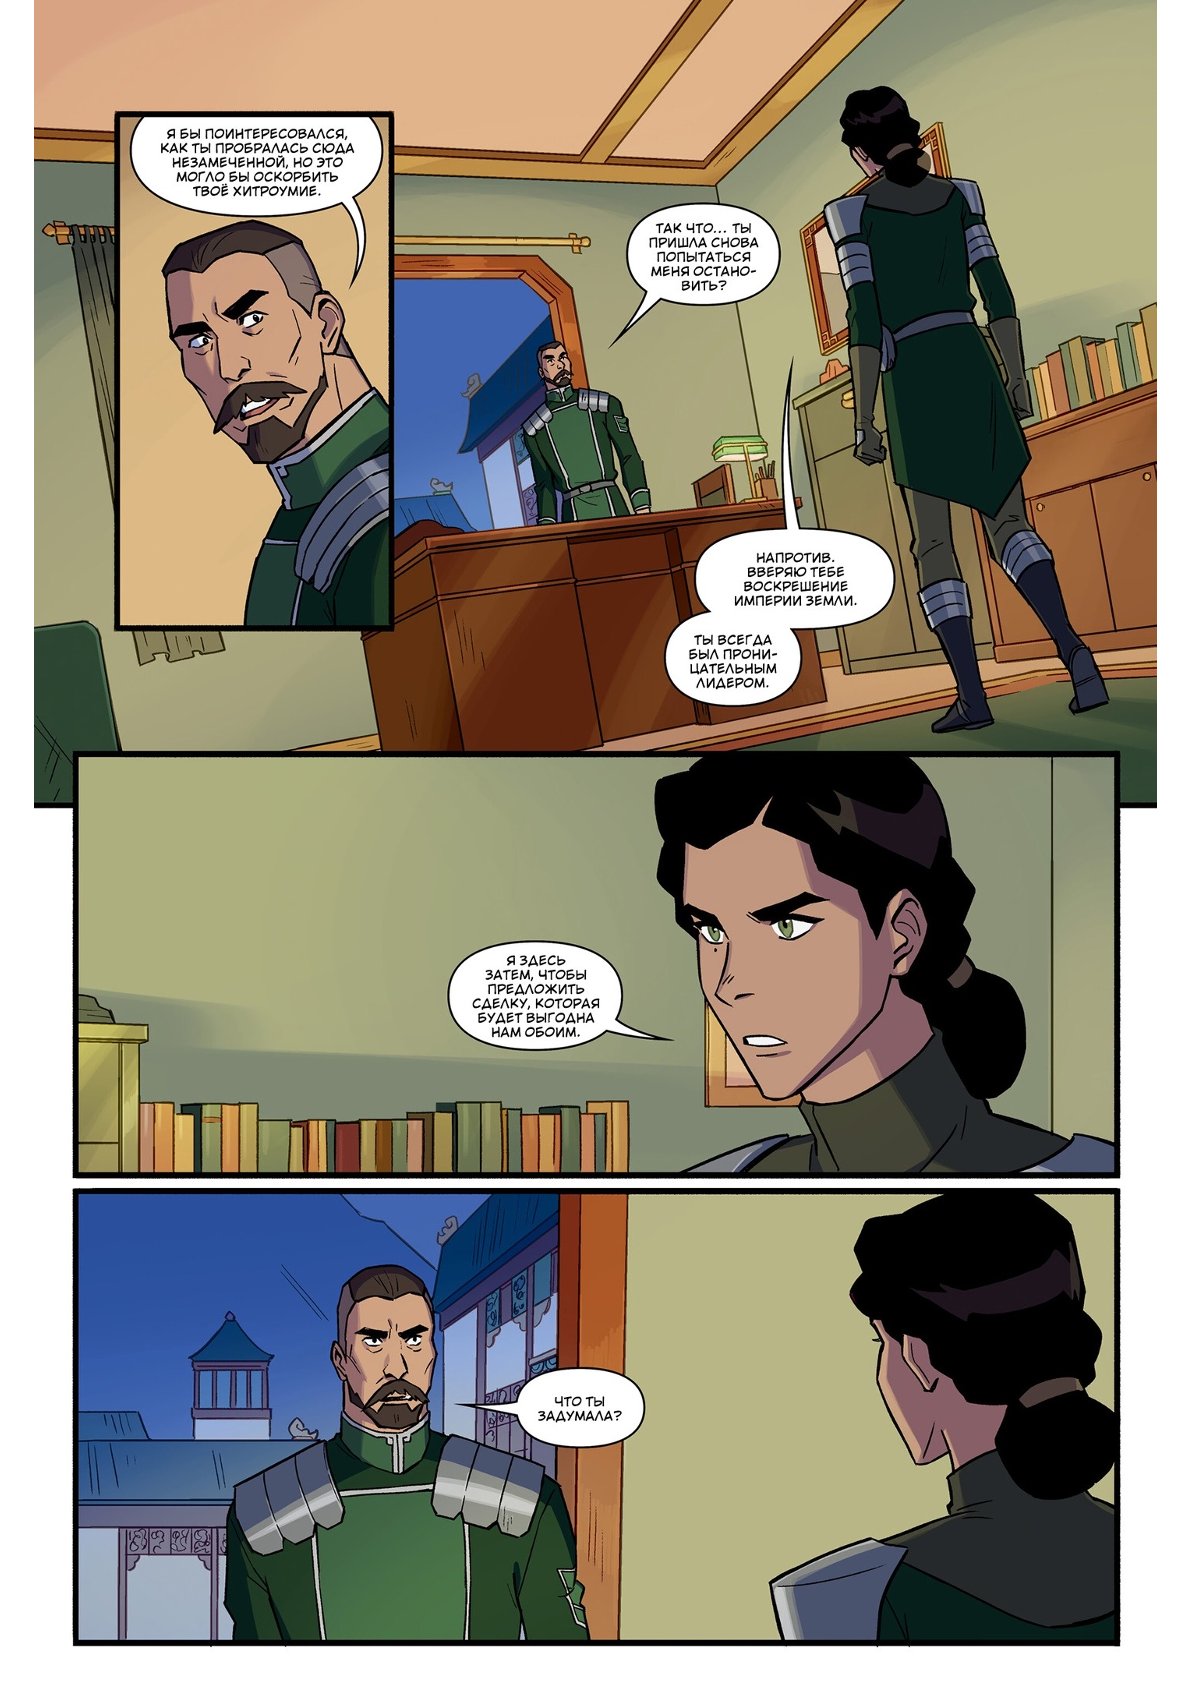 Я БЫ ПОИНТЕРЕСОВАЛСЯ,
КАК ТЫ ПРОБРАЛАСЬ СЮДА
НЕЗАМЕЧЕННОЙ, НО ЭТО
МОГЛО БЫ ОСКОРБИТЬ
ТВОЁ ХИТРОУМИЕ.
ТАК ЧТО... ТЫ
ПРИШЛА СНОВА
ПОПЫТАТЬСЯ
МЕНЯ ОСТАНО-
ВИТЬ?
НАПРОТИВ.
ВВЕРЯЮ ТЕБЕ
ВОСКРЕШЕНИЕ
ИМПЕРИИ ЗЕМЛИ.
ТЫ ВСЕГДА
БЫЛ ПРОНИ-
ЦАТЕЛЬНЫМ
ЛИДЕРОМ.
Я ЗДЕСЬ
ЗАТЕМ, ЧТОБЫ
ПРЕДЛОЖИТЬ
СДЕЛКУ, КОТОРАЯ
БУДЕТ ВЫГОДНА
НАМ ОБОИМ.
ЧТО ТЫ
ЗАДУМАЛА?